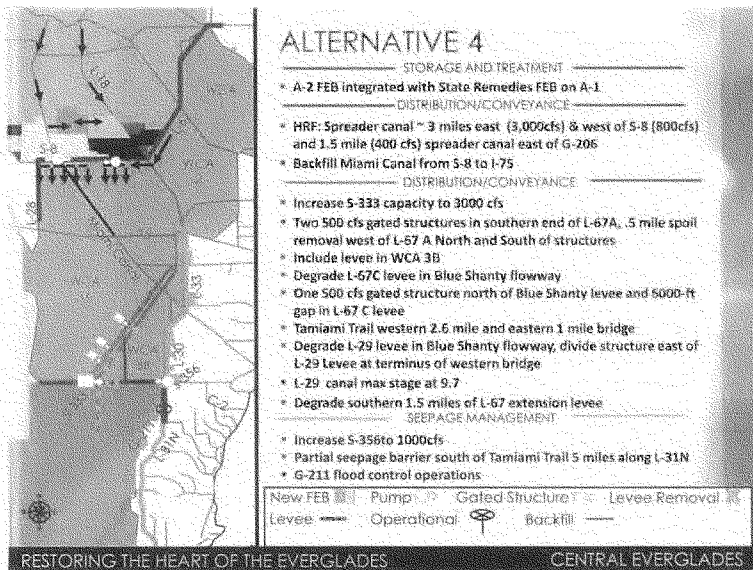 ALTERNATIVE 4
STORAGE AND TREATMENT
* A-2 FEB integrated with State Remedies FEB on A-1
DISTRIBUTION/CONVEYANCE
* HRF: Spreader canal ~ 3 miles east (3,000cfs) & west of S-8 (800cfs)
and 1.5 mile (400 cfs) spreader canal east of G-206
* Backfill Miami Canal from S-8 to I-75
DISTRIBUTION/CONVEYANCE
* Increase S-333 capacity to 3000 cfs
* Two 500 cfs gated structures in southern end of L-67A, .5 mile spoil
removal west of L-67 A North and South of structures
* Include levee in WCA 3B
* Degrade L-67C levee in Blue Shanty flowway
* One 500 cfs gated structure north of Blue Shanty levee and 6000-ft
gap in L-67 C levee
* Tamiami Trail western 2.6 mile and eastern 1 mile bridge
* Degrade L-29 levee in Blue Shanty flowway, divide structure east of
L-29 Levee at terminus of western bridge
* L-29 canal max stage at 9.7
* Degrade southern 1.5 miles of L-67 extension levee
SEEPAGE MANAGEMENT
* Increase S-356to 1000cfs
* Partial seepage barrier south of Tamiami Trail 5 miles along L-31N
* G-211 flood control operations
New FEB Pump Gated Structure Levee Removal
Levee Operational Backfill
L-18
S-8
WCA
L-28
L-33
L-30
S-356
L-31N
RESTORING THE HEART OF THE EVERGLADES
CENTRAL EVERGLADES